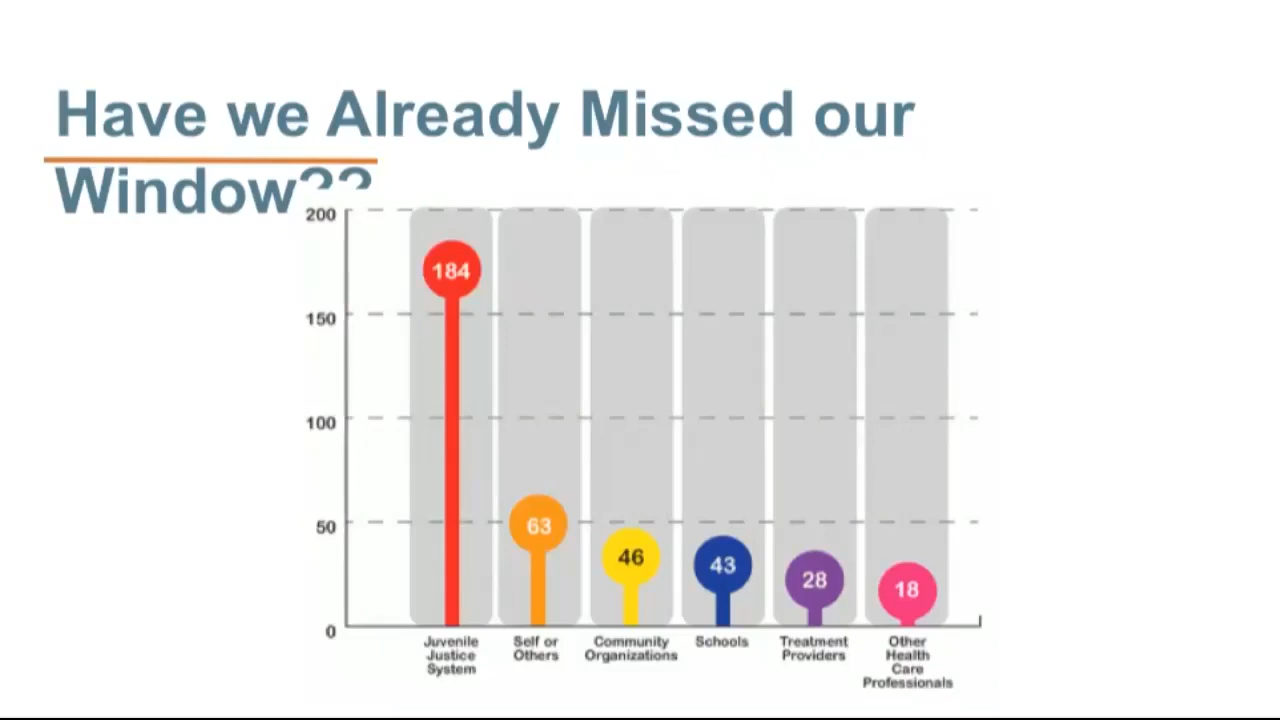 Have we Already Missed our
Window??
200
184
150
100
63
50
46
43
28
18
0
Juvenile
Justice
System
Self or
Others
Community
Organizations
Schools
Treatment
Providers
Other
Health
Care
Professionals